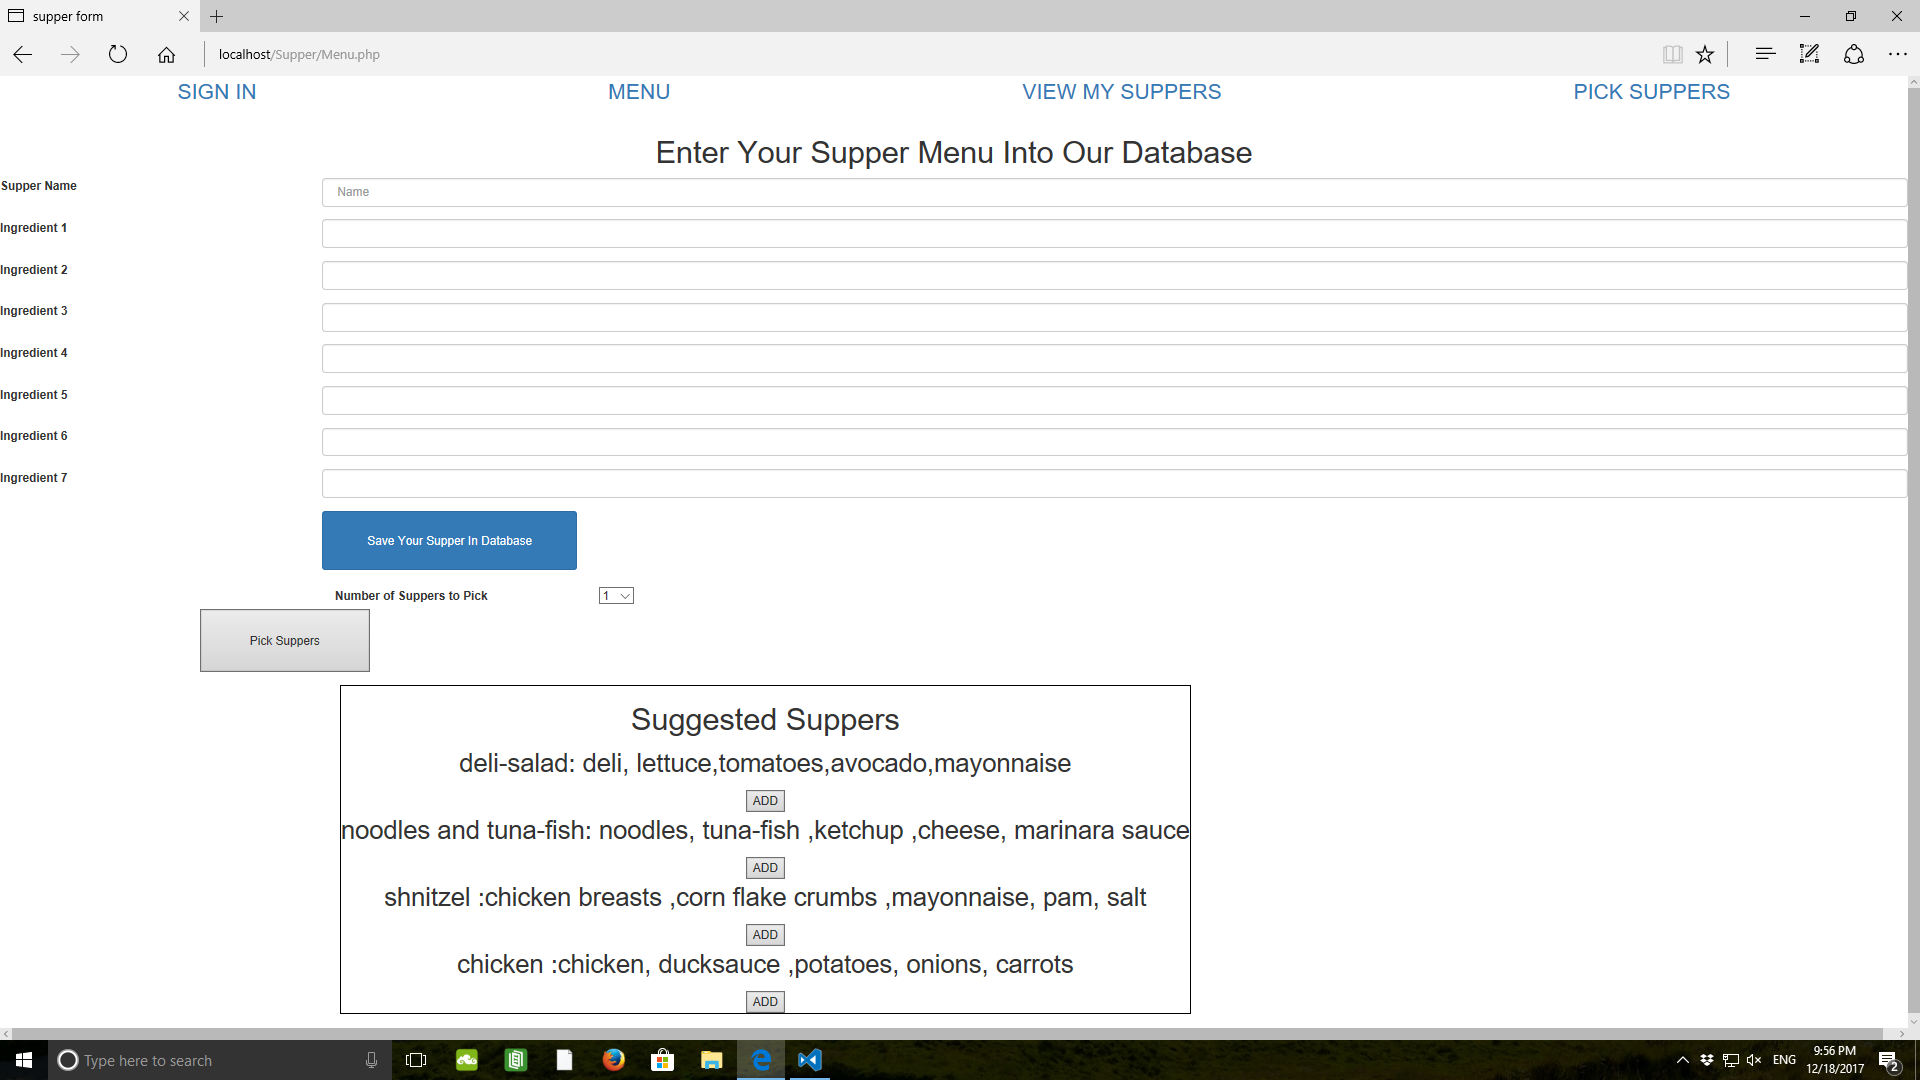 supper form
localhost/Supper/Menu.php
SIGN IN MENU VIEW MY SUPPERS PICK SUPPERS
Enter Your Supper Menu Into Our Database
Supper Name Name
Ingredient 1
Ingredient 2
Ingredient 3
Ingredient 4
Ingredient 5
Ingredient 6
Ingredient 7
Save Your Supper In Database
Number of Suppers to Pick 1
Pick Suppers
Suggested Suppers
deli-salad: deli, lettuce,tomatoes,avocado,mayonnaise
ADD
noodles and tuna-fish: noodles, tuna-fish ,ketchup ,cheese, marinara sauce
ADD
shnitzel :chicken breasts ,corn flake crumbs ,mayonnaise, pam, salt
ADD
chicken :chicken, ducksauce ,potatoes, onions, carrots
ADD
Type here to search
ENG
9:56 PM
12/18/2017
2